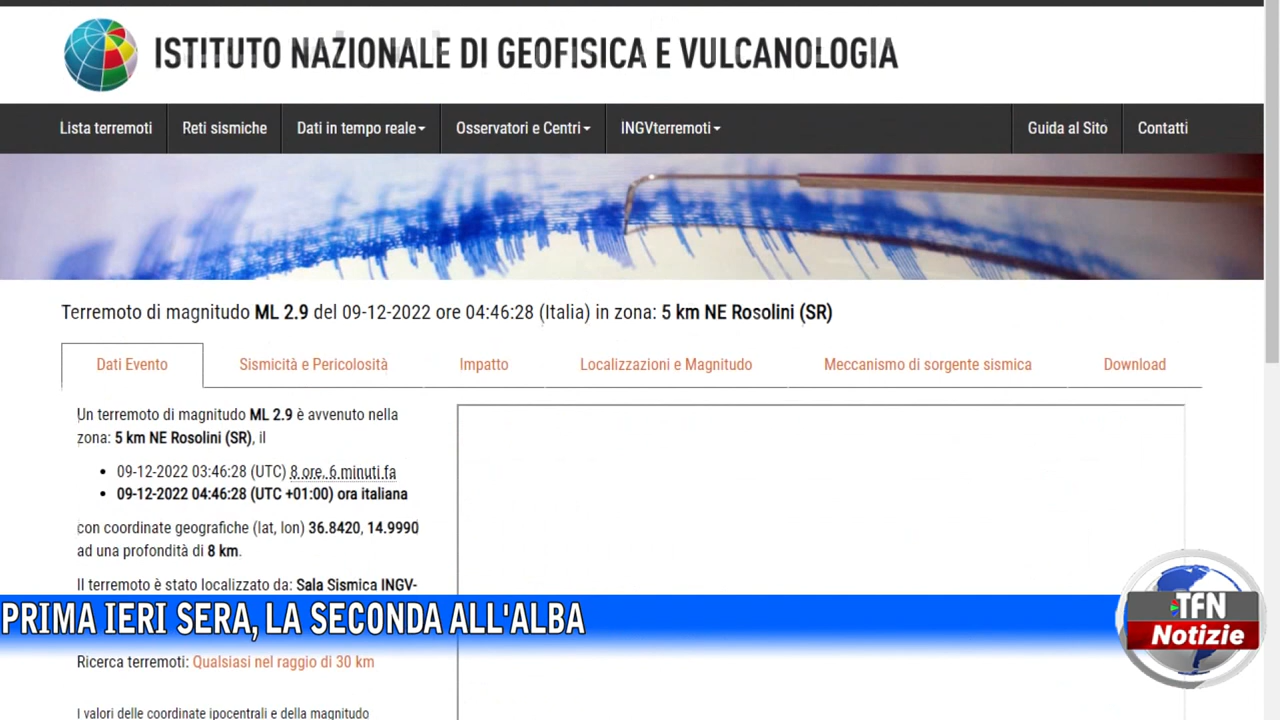 ISTITUTO NAZIONALE DI GEOFISICA E VULCANOLOGIA
Lista terremoti Reti sismiche Dati in tempo reale Osservatori e Centri INGVterremoti Guida al Sito Contatti
Terremoto di magnitudo ML 2.9 del 09-12-2022 ore 04:46:28 (Italia) in zona: 5 km NE Rosolini (SR)
Dati Evento Sismicità e Pericolosità Impatto Localizzazioni e Magnitudo Meccanismo di sorgente sismica Download
Un terremoto di magnitudo ML 2.9 è avvenuto nella
zona: 5 km NE Rosolini (SR), il
• 09-12-2022 03:46:28 (UTC) 8 ore, 6 minuti fa
• 09-12-2022 04:46:28 (UTC +01:00) ora italiana
con coordinate geografiche (lat, lon) 36.8420, 14.9990
ad una profondità di 8 km.
Il terremoto è stato localizzato da: Sala Sismica INGV-
PRIMA IERI SERA, LA SECONDA ALL'ALBA
TFN
Notizie
Ricerca terremoti: Qualsiasi nel raggio di 30 km
I valori delle coordinate ipocentrali e della magnitudo